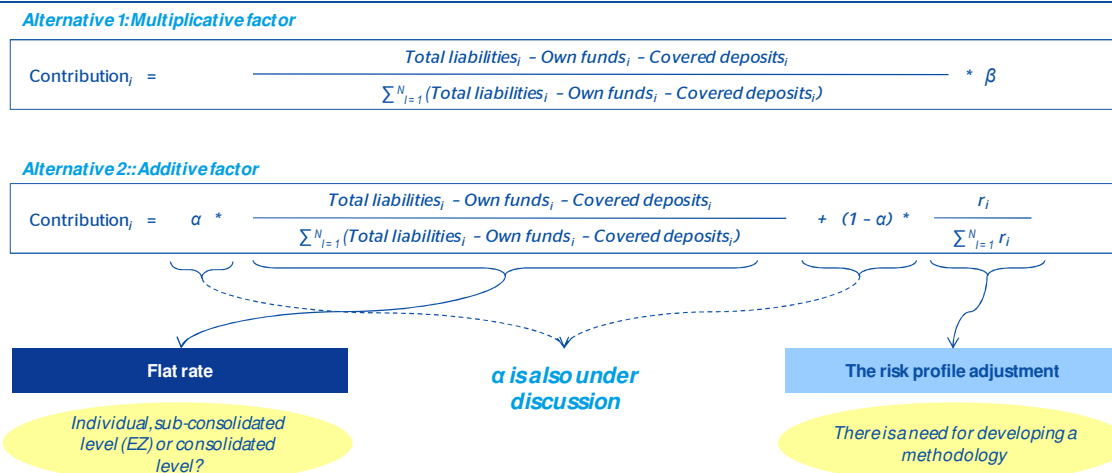 Alternative 1: Multiplicative factor
Total liabilitiesᵢ – Own fundsᵢ – Covered depositsᵢ
Contributionᵢ = * β
∑ᴺₗ₌₁(Total liabilitiesᵢ – Own fundsᵢ – Covered depositsᵢ)
Alternative 2:: Additive factor
Total liabilitiesᵢ – Own fundsᵢ – Covered depositsᵢ rᵢ
Contributionᵢ = α * + (1 - α) *
∑ᴺₗ₌₁(Total liabilitiesᵢ – Own fundsᵢ – Covered depositsᵢ) ∑ᴺₗ₌₁ rᵢ
Flat rate
α is also under
discussion
The risk profile adjustment
Individual, sub-consolidated
level (EZ) or consolidated
level?
There is a need for developing a
methodology